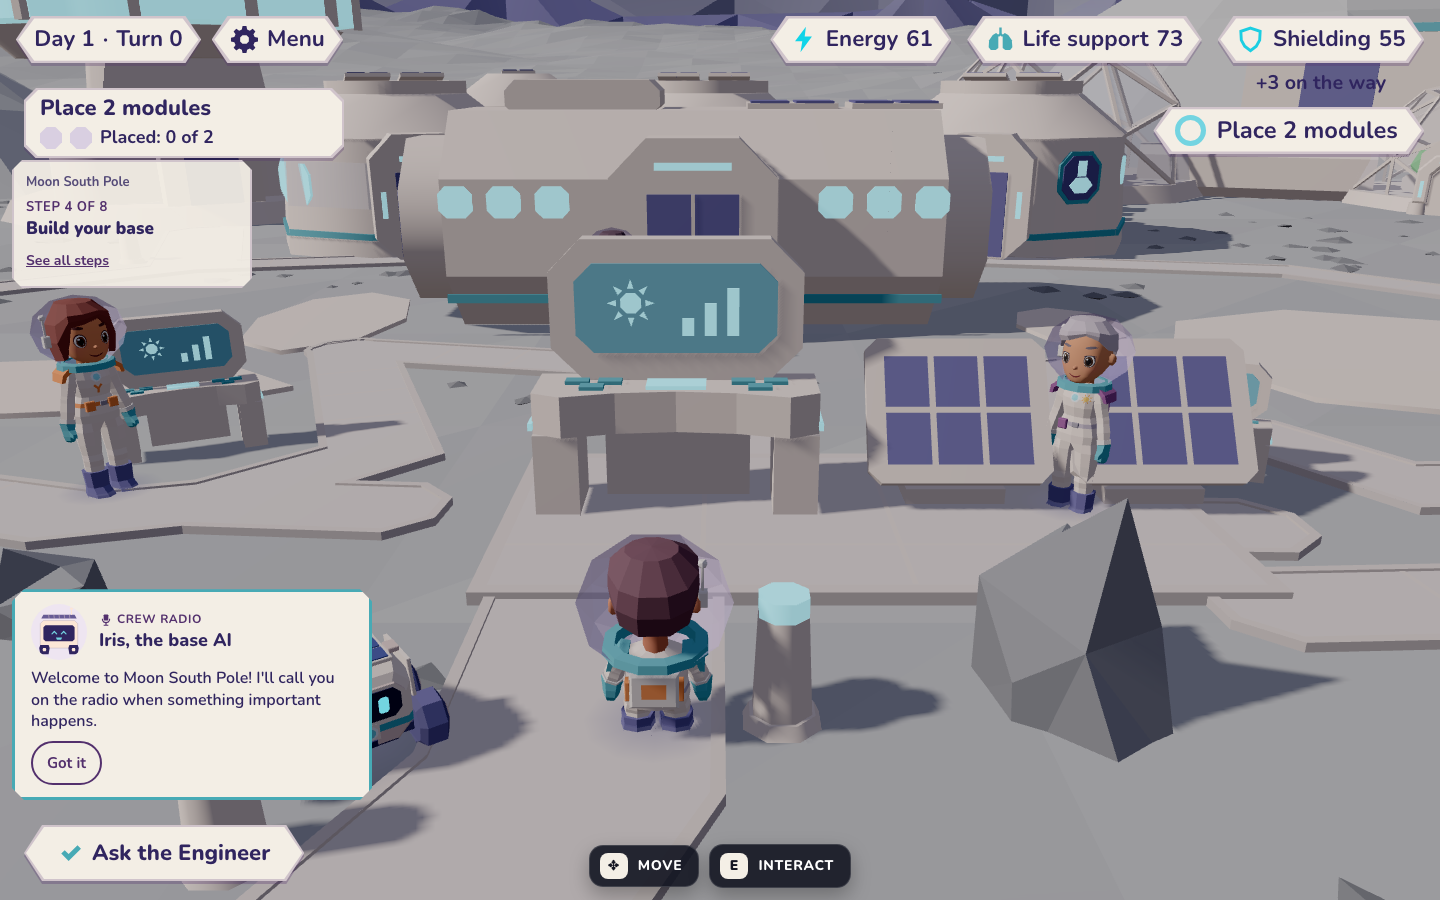 Day 1 · Turn 0
Menu
Energy 61
Life support 73
Shielding 55
+3 on the way
Place 2 modules
Placed: 0 of 2
Place 2 modules
Moon South Pole
STEP 4 OF 8
Build your base
See all steps
CREW RADIO
Iris, the base AI
Welcome to Moon South Pole! I'll call you
on the radio when something important
happens.
Got it
Ask the Engineer
MOVE
E INTERACT